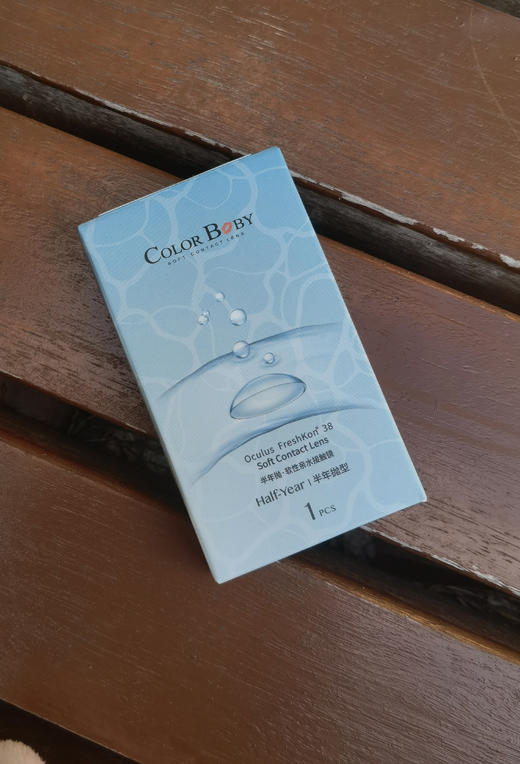 COLOR BOBY
SOFT CONTACT LENS
Oculus FreshKon® 38
Soft Contact Lens
半年抛·软性亲水接触镜
Half-Year | 半年抛型
1 PCS